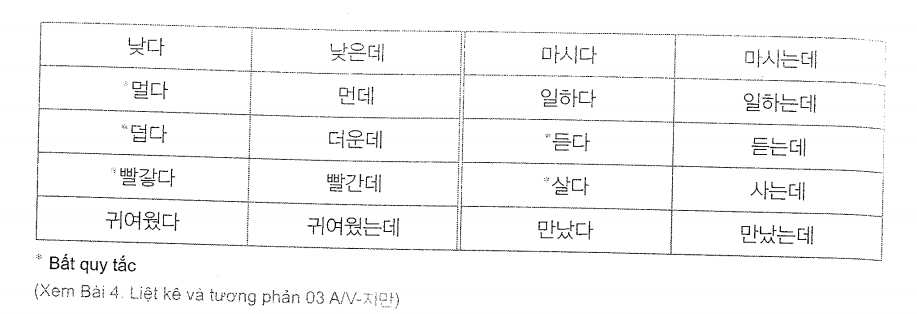 낮다 낮은데 마시다 마시는데
*멀다 먼데 일하다 일하는데
*덥다 더운데 *듣다 듣는데
*빨갛다 빨간데 *살다 사는데
귀여웠다 귀여웠는데 만났다 만났는데
* Bất quy tắc
(Xem Bài 4. Liệt kê và tương phản 03 A/V-지만)